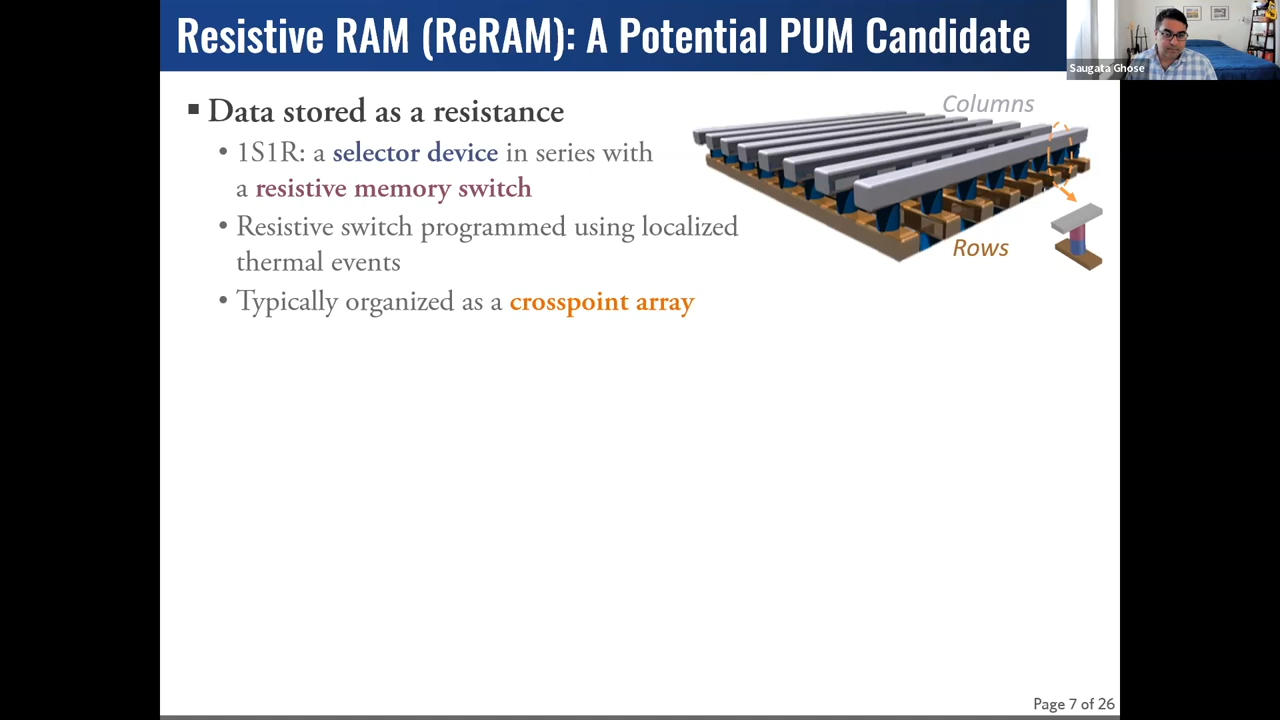 Resistive RAM (ReRAM): A Potential PUM Candidate
Saugata Ghose
▪ Data stored as a resistance
• 1S1R: a selector device in series with
a resistive memory switch
• Resistive switch programmed using localized
thermal events
• Typically organized as a crosspoint array
Columns
Rows
Page 7 of 26